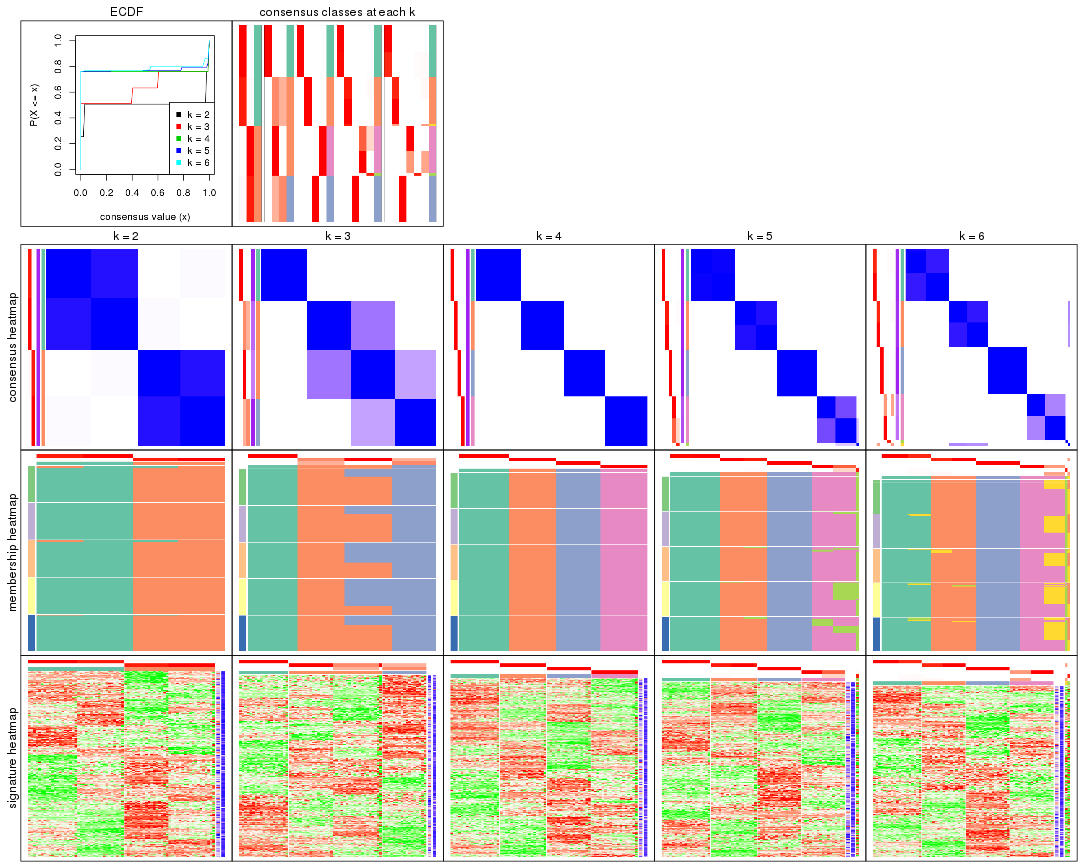 ECDF
consensus classes at each k
P(X <= x)
1.0
0.8
0.6
0.4
0.2
0.0
k = 2
k = 3
k = 4
k = 5
k = 6
0.0 0.2 0.4 0.6 0.8 1.0
consensus value (x)
k = 2
k = 3
k = 4
k = 5
k = 6
consensus heatmap
membership heatmap
signature heatmap